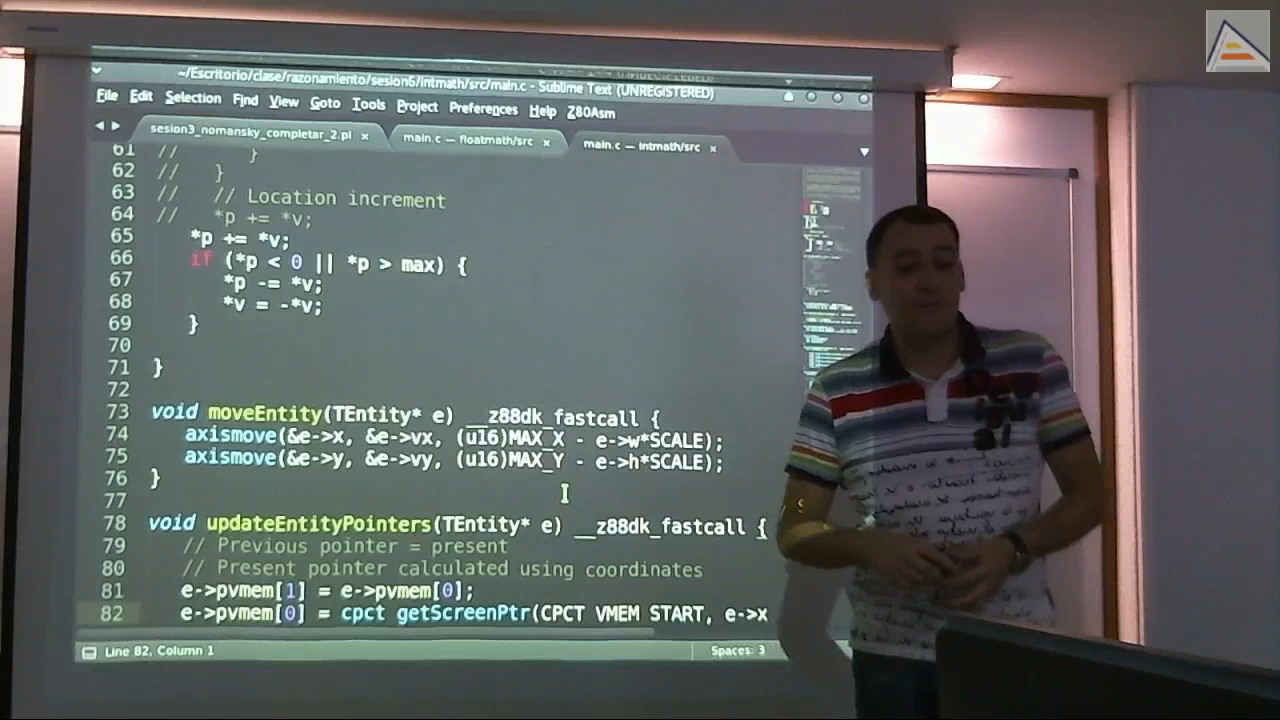 ~/Escritorio/clase/razonamiento/sesion6/intmath/src/main.c - Sublime Text (UNREGISTERED)
File Edit Selection Find View Goto Tools Project Preferences Help Z80Asm
sesion3_nomansky_completar_2.pl × main.c — floatmath/src × main.c — intmath/src ×
61 // }
62 // }
63 // // Location increment
64 // *p += *v;
65 *p += *v;
66 if (*p < 0 || *p > max) {
67 *p -= *v;
68 *v = -*v;
69 }
70
71 }
72
73 void moveEntity(TEntity* e) __z88dk_fastcall {
74 axismove(&e->x, &e->vx, (u16)MAX_X - e->w*SCALE);
75 axismove(&e->y, &e->vy, (u16)MAX_Y - e->h*SCALE);
76 }
77
78 void updateEntityPointers(TEntity* e) __z88dk_fastcall {
79 // Previous pointer = present
80 // Present pointer calculated using coordinates
81 e->pvmem[1] = e->pvmem[0];
82 e->pvmem[0] = cpct_getScreenPtr(CPCT_VMEM_START, e->x
Line 82, Column 1 Spaces: 3